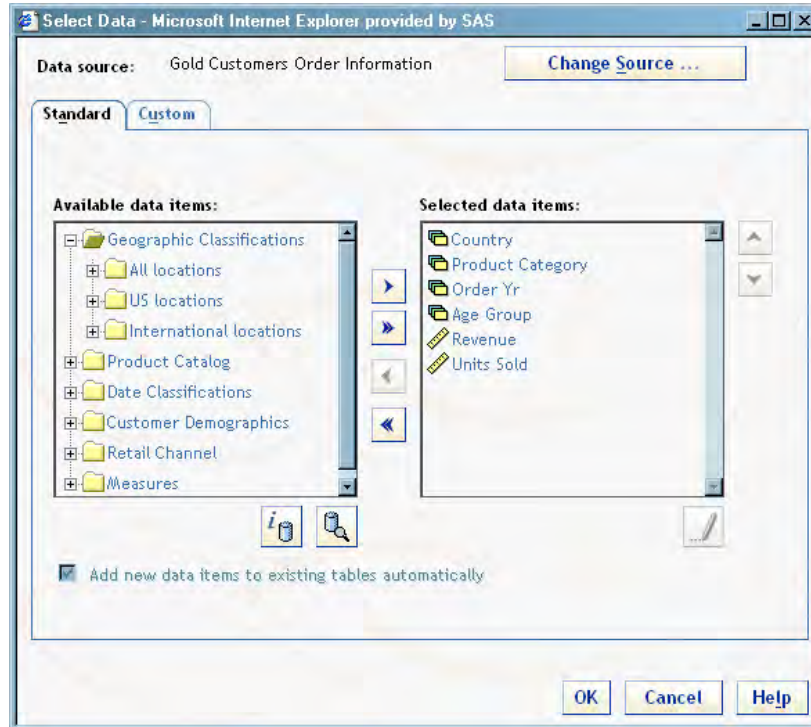 Select Data - Microsoft Internet Explorer provided by SAS
Data source: Gold Customers Order Information Change Source ...
Standard Custom
Available data items:
Geographic Classifications
All locations
US locations
International locations
Product Catalog
Date Classifications
Customer Demographics
Retail Channel
Measures
Selected data items:
Country
Product Category
Order Yr
Age Group
Revenue
Units Sold
Add new data items to existing tables automatically
OK Cancel Help